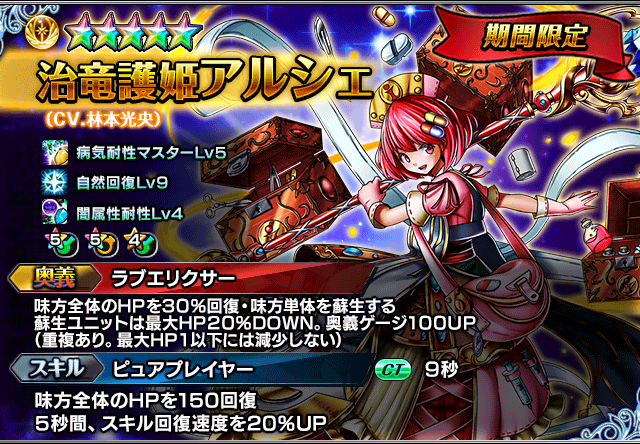 期間限定
治竜護姫アルシェ
(CV.林本光央)
病気耐性マスターLv5
自然回復Lv9
闇属性耐性Lv4
5 5 4
奥義 ラブエリクサー
味方全体のHPを30%回復・味方単体を蘇生する
蘇生ユニットは最大HP20%DOWN。奥義ゲージ100UP
(重複あり。最大HP1以下には減少しない)
スキル ピュアプレイヤー CT 9秒
味方全体のHPを150回復
5秒間、スキル回復速度を20%UP